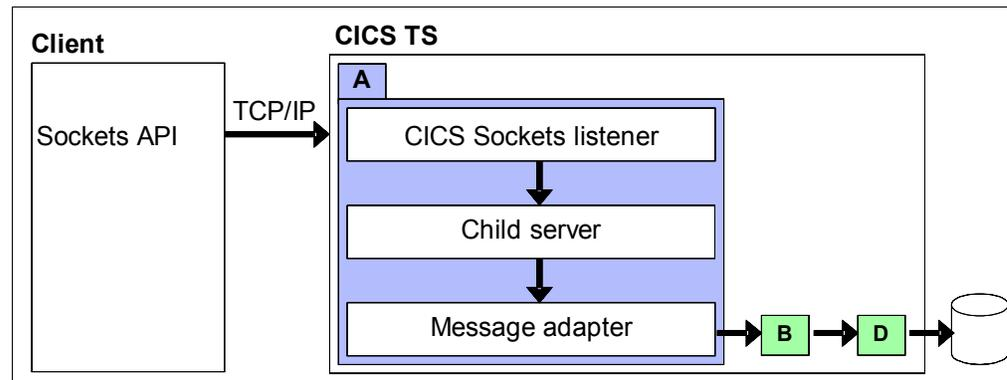 Client
CICS TS
A
TCP/IP
Sockets API
CICS Sockets listener
Child server
Message adapter
B
D